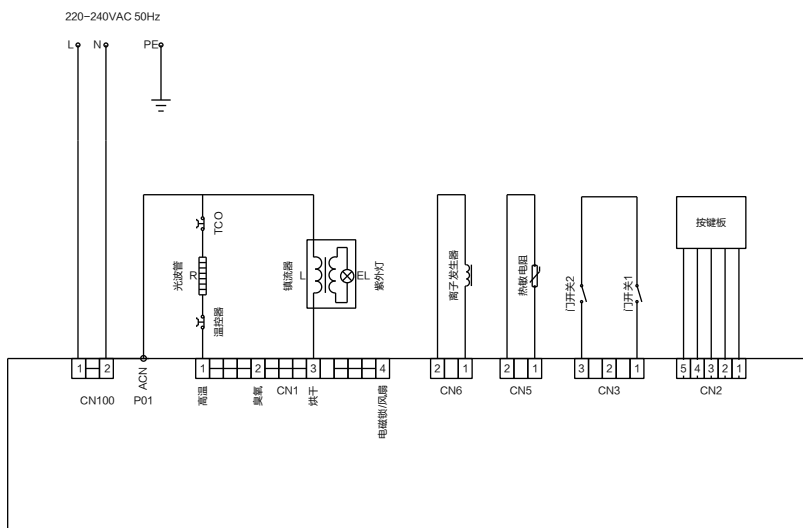 220-240VAC 50Hz
L N PE
TCO
光波管
R
温控器
镇流器
L
EL
紫外灯
离子发生器
热敏电阻
门开关2
门开关1
按键板
1 2
ACN
1 2 3 4
2 1
2 1
3 2 1
5 4 3 2 1
CN100
P01
高温
臭氧
CN1
烘干
电磁锁/风扇
CN6
CN5
CN3
CN2